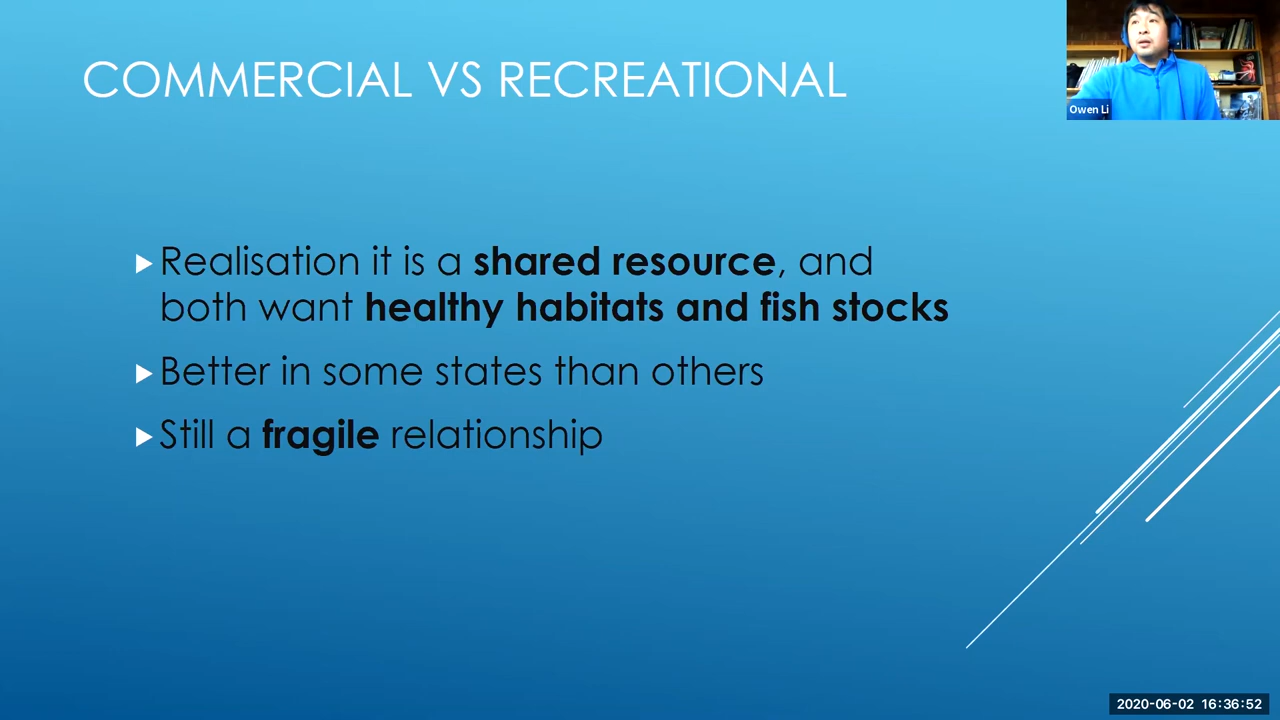 COMMERCIAL VS RECREATIONAL
Owen Li
Realisation it is a shared resource, and
both want healthy habitats and fish stocks
Better in some states than others
Still a fragile relationship
2020-06-02 16:36:52